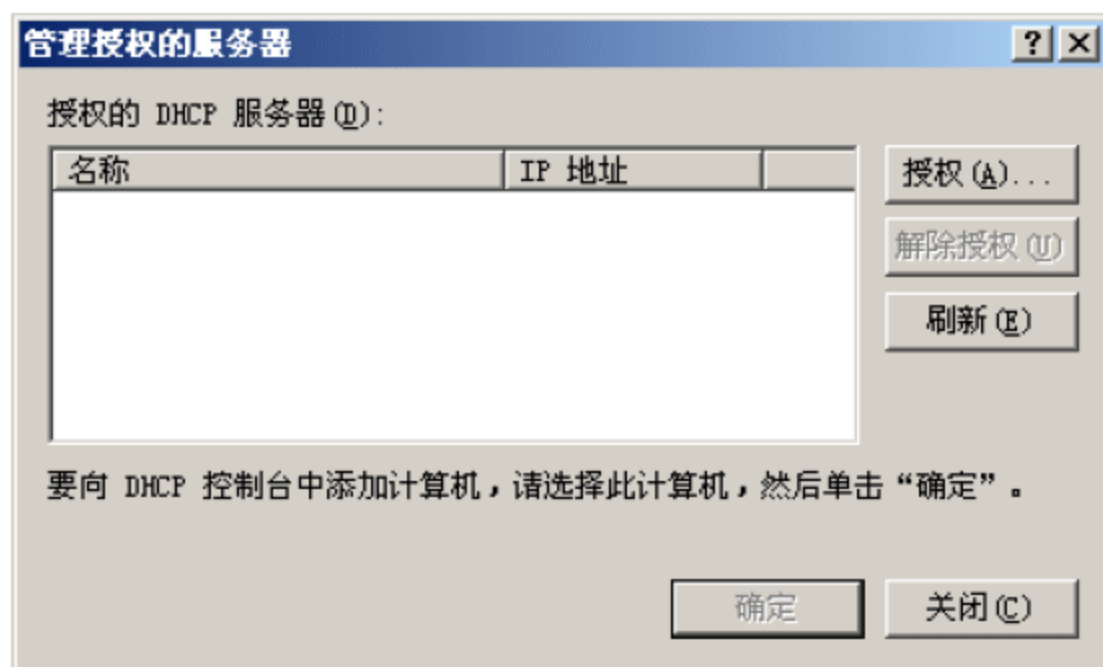 管理授权的服务器
授权的 DHCP 服务器(D):
名称 IP 地址
授权(A)...
解除授权(U)
刷新(E)
要向 DHCP 控制台中添加计算机，请选择此计算机，然后单击“确定”。
确定 关闭(C)